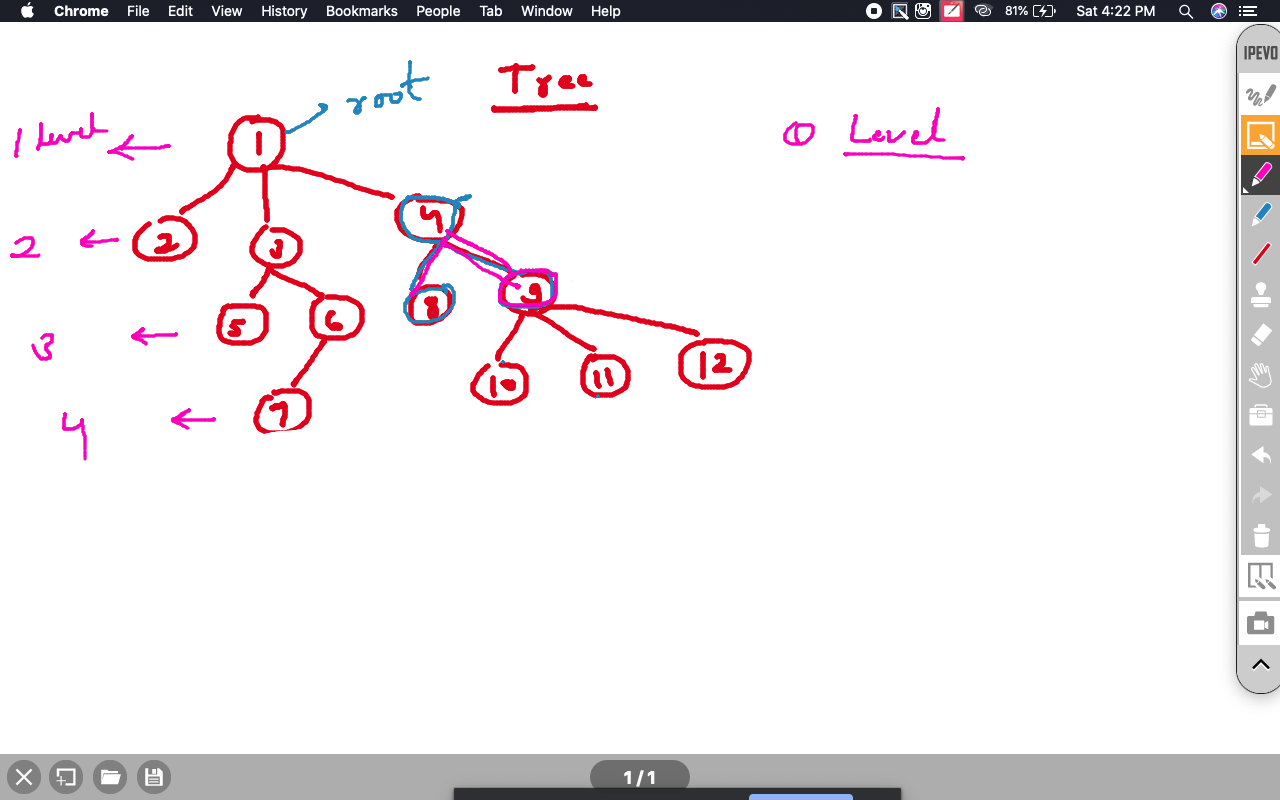 Chrome File Edit View History Bookmarks People Tab Window Help 81% Sat 4:22 PM
IPEVO
Tree
root
1 Level
1
① Level
2
2
3
4
3
5
6
8
9
4
7
10
11
12
1/1